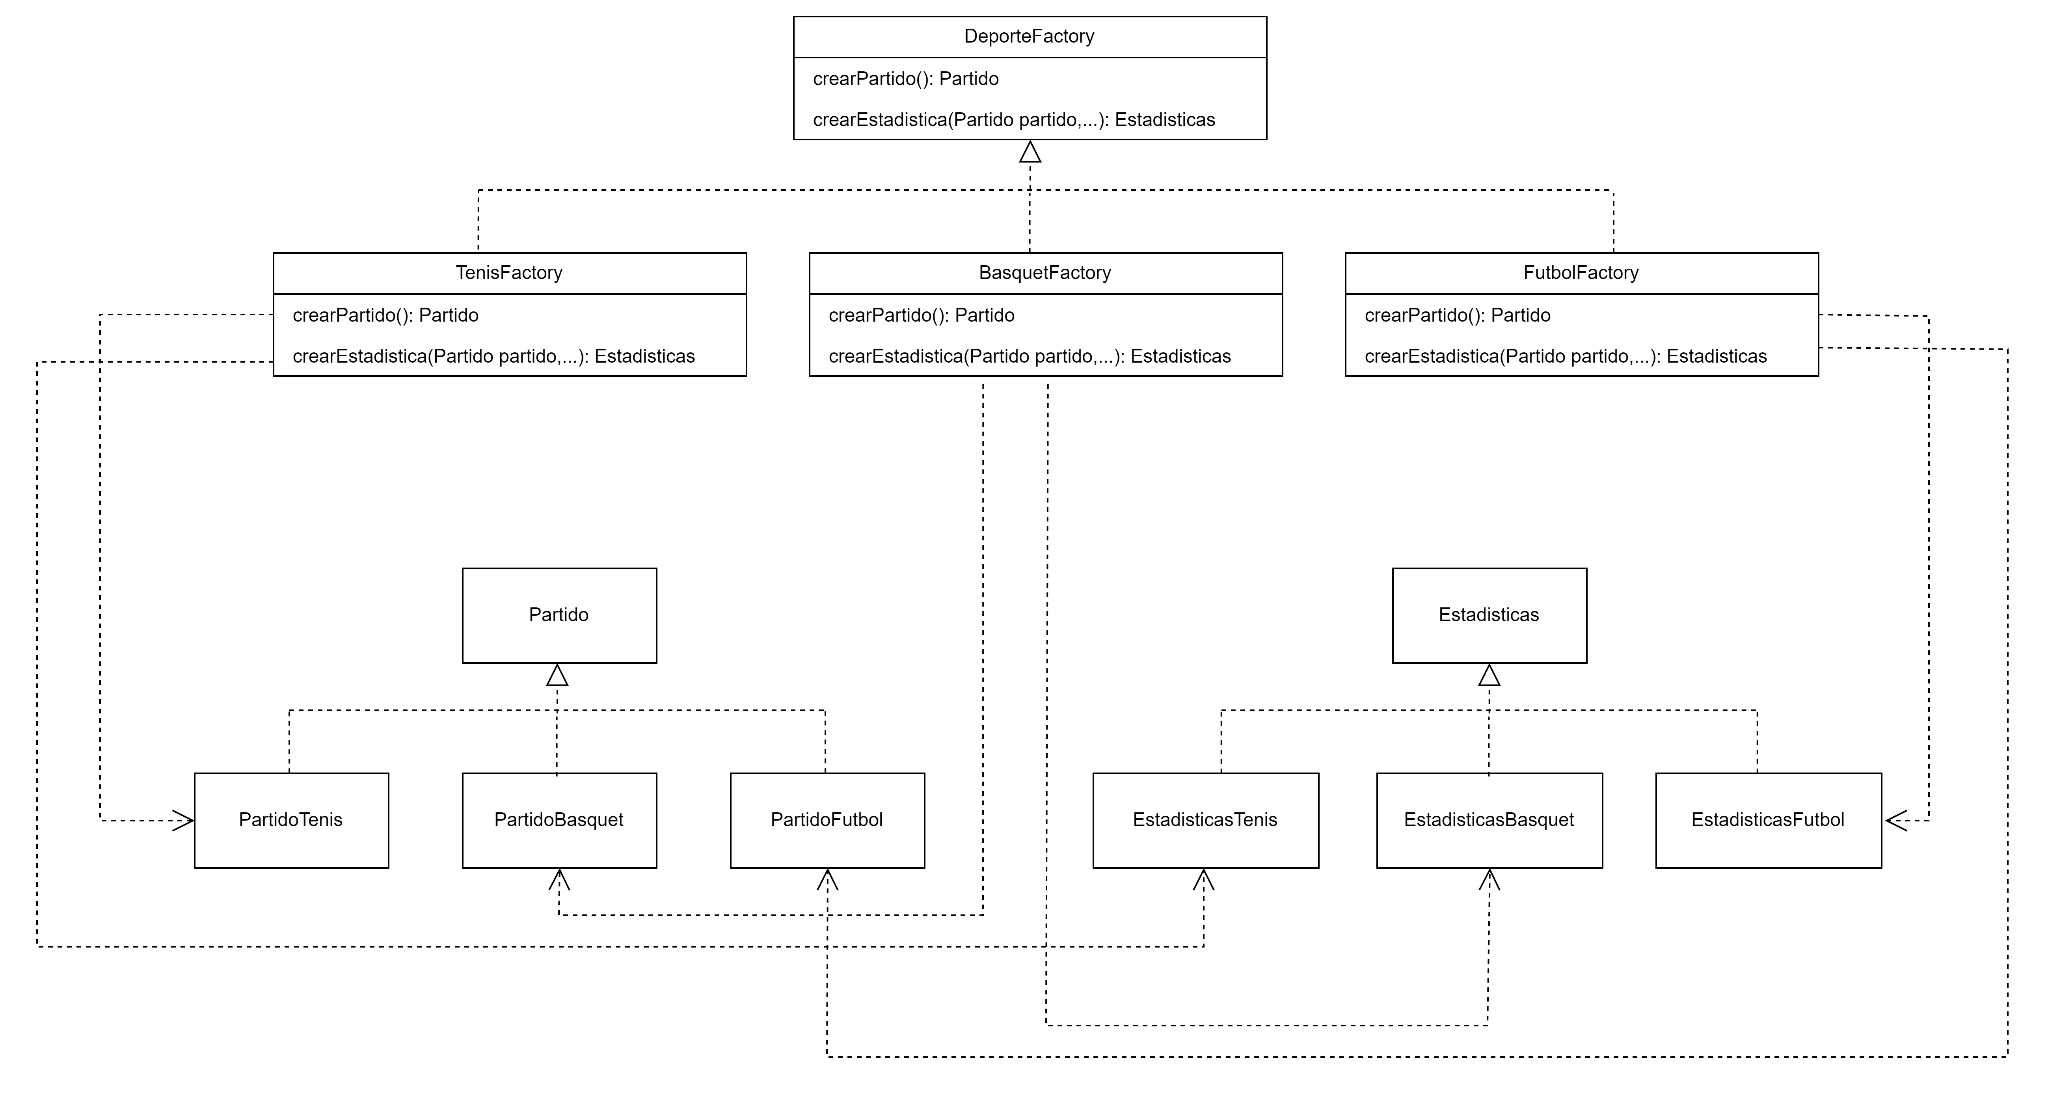 DeporteFactory
crearPartido(): Partido
crearEstadistica(Partido partido,...): Estadisticas
TenisFactory
crearPartido(): Partido
crearEstadistica(Partido partido,...): Estadisticas
BasquetFactory
crearPartido(): Partido
crearEstadistica(Partido partido,...): Estadisticas
FutbolFactory
crearPartido(): Partido
crearEstadistica(Partido partido,...): Estadisticas
Partido
Estadisticas
PartidoTenis
PartidoBasquet
PartidoFutbol
EstadisticasTenis
EstadisticasBasquet
EstadisticasFutbol